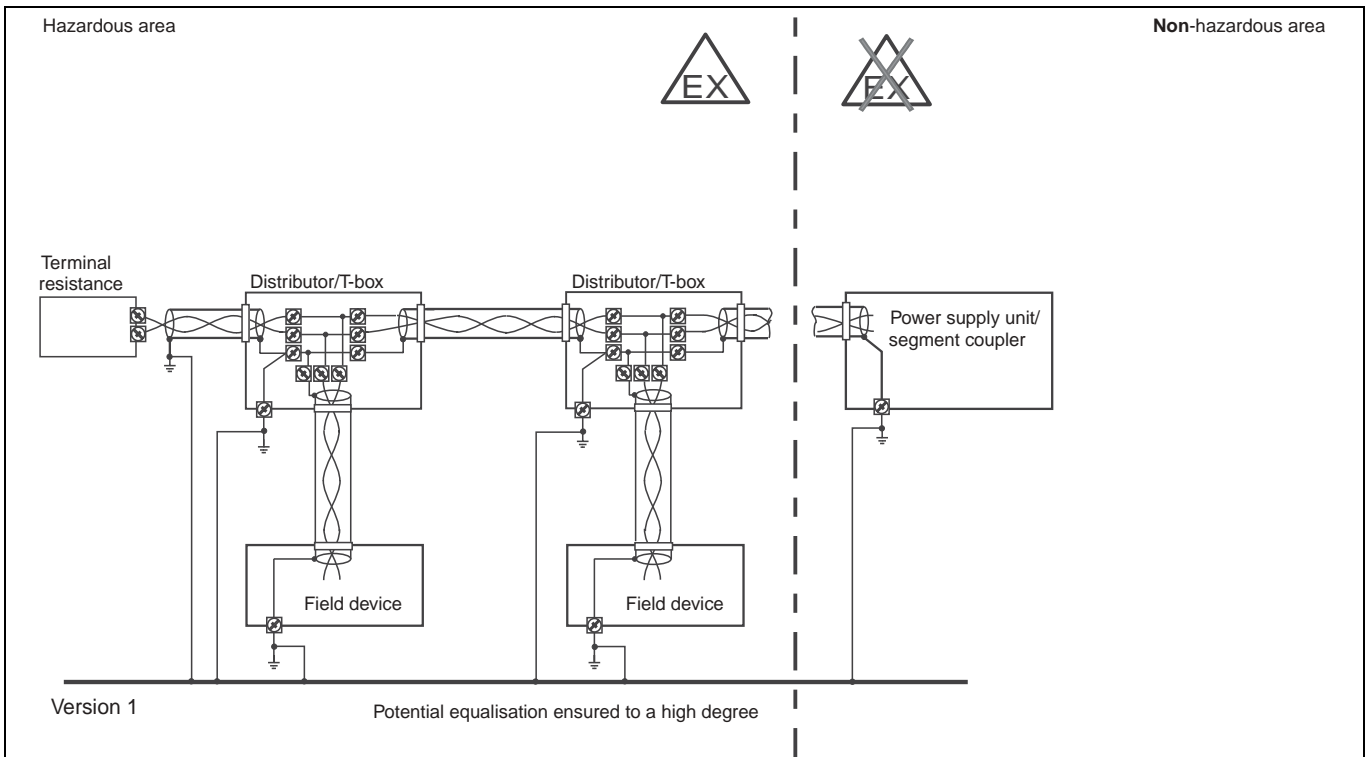 Hazardous area
Non-hazardous area
EX
EX
Terminal
resistance
Distributor/T-box
Distributor/T-box
Power supply unit/
segment coupler
Field device
Field device
Version 1
Potential equalisation ensured to a high degree